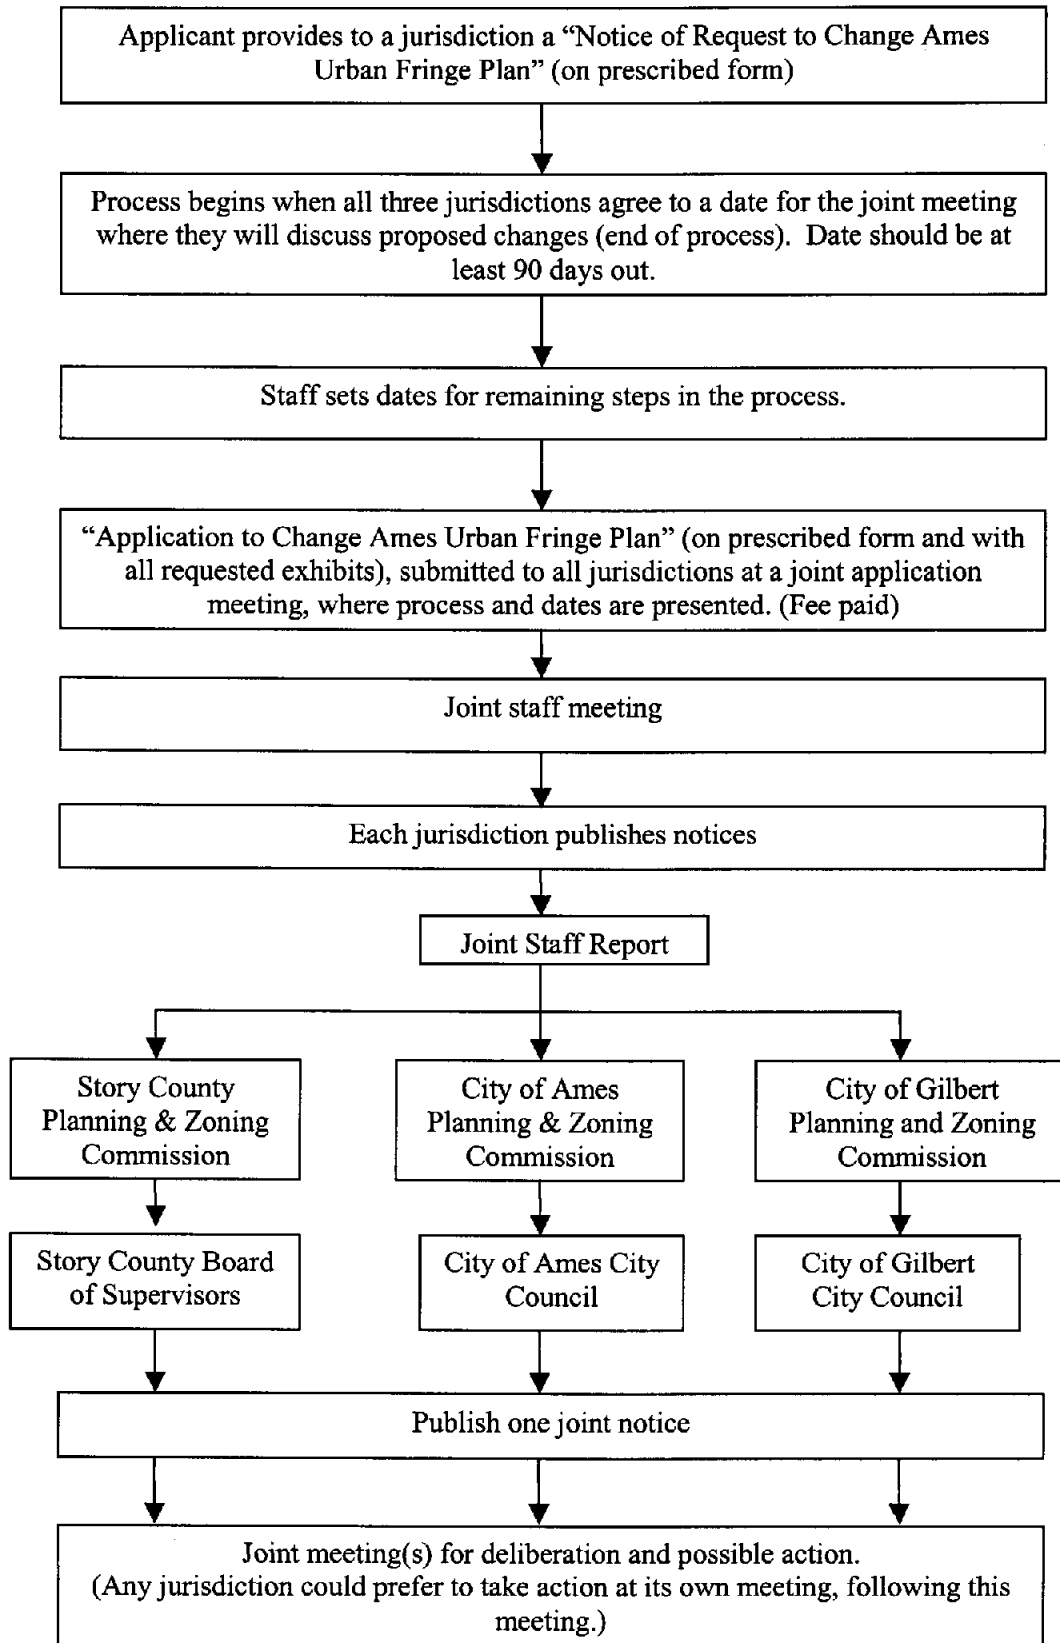 Applicant provides to a jurisdiction a “Notice of Request to Change Ames
Urban Fringe Plan” (on prescribed form)
Process begins when all three jurisdictions agree to a date for the joint meeting
where they will discuss proposed changes (end of process).  Date should be at
least 90 days out.
Staff sets dates for remaining steps in the process.
“Application to Change Ames Urban Fringe Plan” (on prescribed form and with
all requested exhibits), submitted to all jurisdictions at a joint application
meeting, where process and dates are presented. (Fee paid)
Joint staff meeting
Each jurisdiction publishes notices
Joint Staff Report
Story County
Planning & Zoning
Commission
City of Ames
Planning & Zoning
Commission
City of Gilbert
Planning and Zoning
Commission
Story County Board
of Supervisors
City of Ames City
Council
City of Gilbert
City Council
Publish one joint notice
Joint meeting(s) for deliberation and possible action.
(Any jurisdiction could prefer to take action at its own meeting, following this
meeting.)